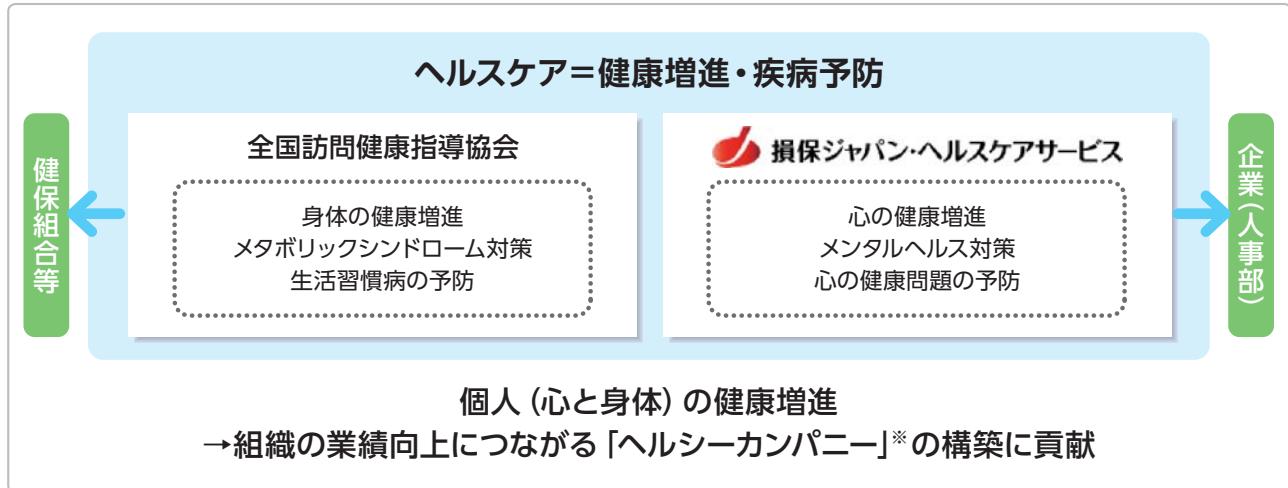 ヘルスケア＝健康増進・疾病予防
健保組合等
全国訪問健康指導協会
身体の健康増進
メタボリックシンドローム対策
生活習慣病の予防
損保ジャパン・ヘルスケアサービス
心の健康増進
メンタルヘルス対策
心の健康問題の予防
企業（人事部）
個人（心と身体）の健康増進
→組織の業績向上につながる「ヘルシーカンパニー」※の構築に貢献